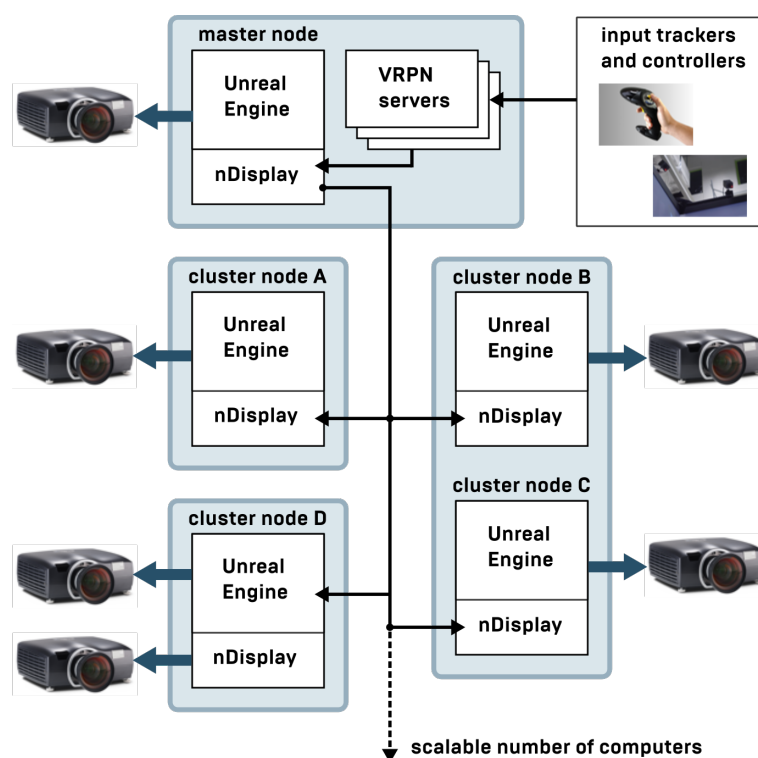 master node
Unreal
Engine
nDisplay
VRPN
servers
input trackers
and controllers
cluster node A
Unreal
Engine
nDisplay
cluster node B
Unreal
Engine
nDisplay
cluster node D
Unreal
Engine
nDisplay
cluster node C
Unreal
Engine
nDisplay
scalable number of computers